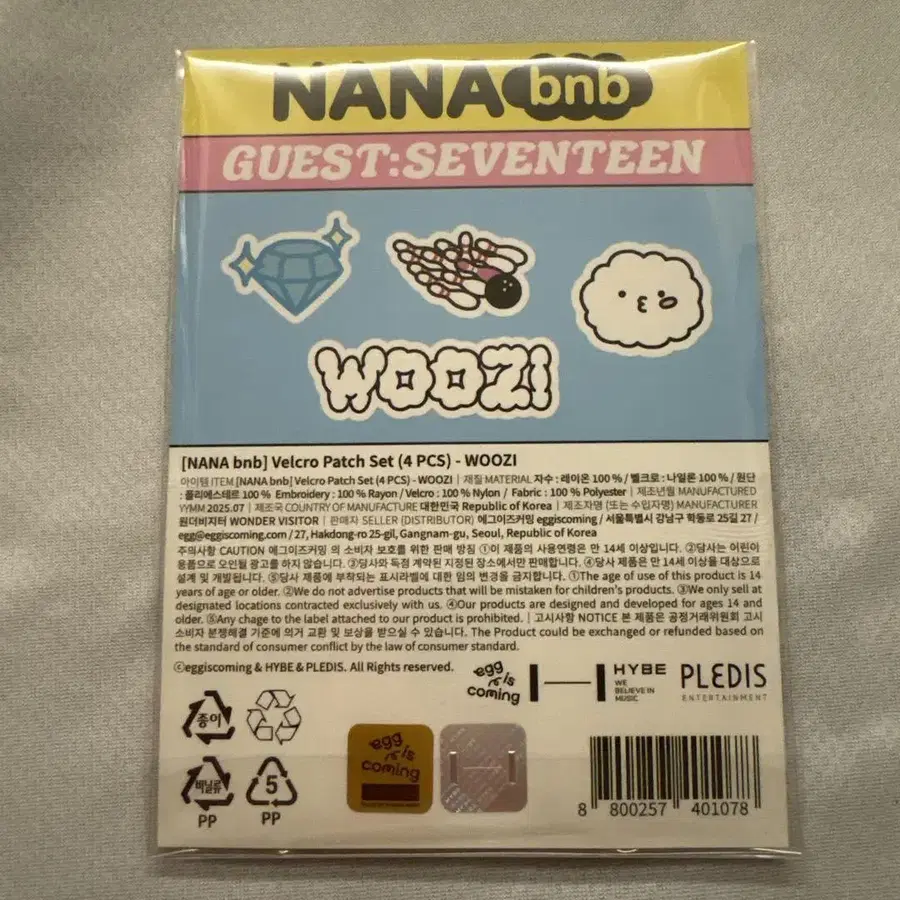 NANA bnb
GUEST:SEVENTEEN
WOOZI
[NANA bnb] Velcro Patch Set (4 PCS) - WOOZI
아이템 ITEM [NANA bnb] Velcro Patch Set (4 PCS) - WOOZI | 재질 MATERIAL 자수 : 레이온 100 % / 벨크로 : 나일론 100 % / 원단
: 폴리에스테르 100 % Embroidery : 100 % Rayon / Velcro : 100 % Nylon / Fabric : 100 % Polyester | 제조년월 MANUFACTURED
YYMM 2025.07 | 제조국 COUNTRY OF MANUFACTURE 대한민국 Republic of Korea | 제조자명 (또는 수입자명) MANUFACTURER
원더비지터 WONDER VISITOR | 판매자 SELLER (DISTRIBUTOR) 에그이즈커밍 eggiscoming / 서울특별시 강남구 학동로 25길 27 /
egg@eggiscoming.com / 27, Hakdong-ro 25-gil, Gangnam-gu, Seoul, Republic of Korea
주의사항 CAUTION 에그이즈커밍 의 소비자 보호를 위한 판매 방침 ①이 제품의 사용연령은 만 14세 이상입니다. ②당사는 어린이
용품으로 오인될 광고를 하지 않습니다. ③당사와 독점 계약된 지정된 장소에서만 판매합니다. ④당사 제품은 만 14세 이상을 대상으로
설계 및 개발됩니다. ⑤당사 제품에 부착되는 표시라벨에 대한 임의 변경을 금지합니다. ①The age of use of this product is 14
years of age or older. ②We do not advertise products that will be mistaken for children's products. ③We only sell at
designated locations contracted exclusively with us. ④Our products are designed and developed for ages 14 and
older. ⑤Any chage to the label attached to our product is prohibited. | 고시사항 NOTICE 본 제품은 공정거래위원회 고시
소비자 분쟁해결 기준에 의거 교환 및 보상을 받으실 수 있습니다. The Product could be exchanged or refunded based on
the standard of consumer conflict by the law of consumer standard.
ⓒeggiscoming & HYBE & PLEDIS. All Rights reserved.
egg is coming
HYBE
WE
BELIEVE IN
MUSIC
PLEDIS
ENTERTAINMENT
종이
비닐류
PP
5
PP
egg is coming
8 800257 401078